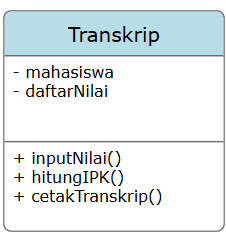 Transkrip
- mahasiswa
- daftarNilai
+ inputNilai()
+ hitungIPK()
+ cetakTranskrip()